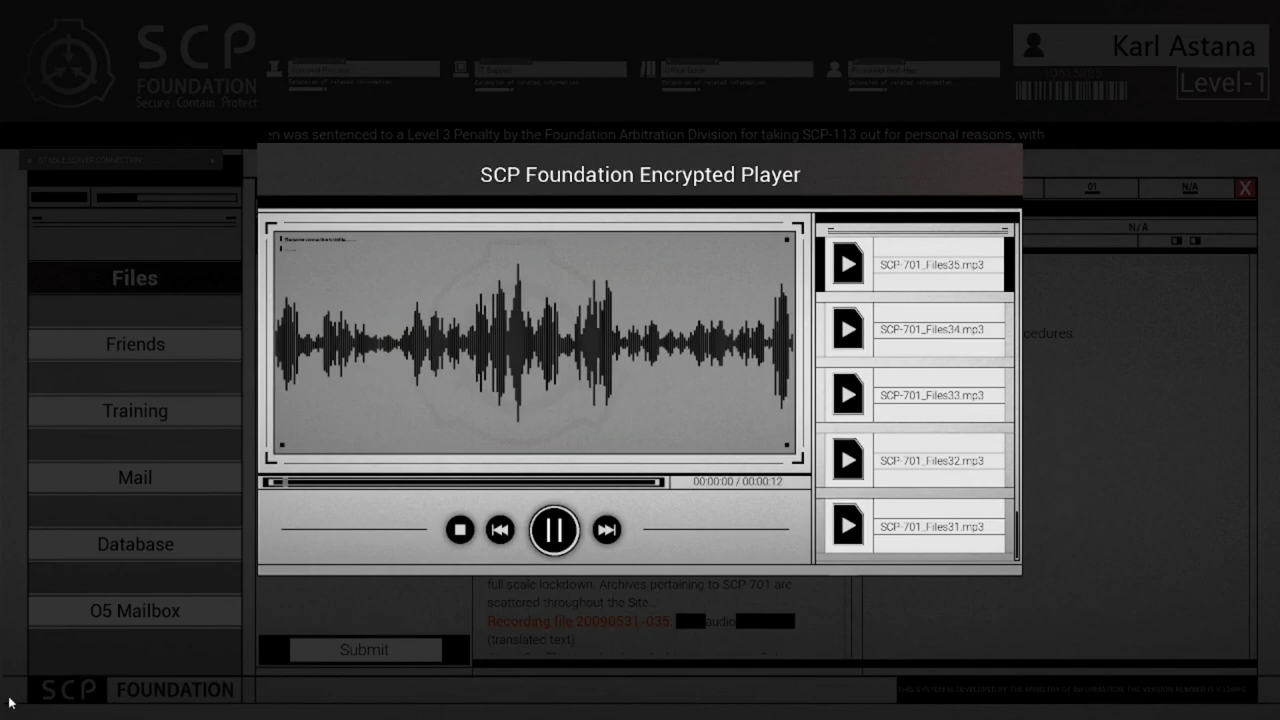 SCP
FOUNDATION
Secure. Contain. Protect
Karl Astana
Level-1
en was sentenced to a Level 3 Penalty by the Foundation Arbitration Division for taking SCP-113 out for personal reasons, with
SCP Foundation Encrypted Player
01
N/A
X
N/A
Files
Friends
Training
Mail
Database
O5 Mailbox
SCP-701_Files35.mp3
SCP-701_Files34.mp3
SCP-701_Files33.mp3
SCP-701_Files32.mp3
SCP-701_Files31.mp3
cedures.
00:00:00 / 00:00:12
full scale lockdown. Archives pertaining to SCP-701 are
scattered throughout the Site...
Recording file 20090531-035: audio
(translated text)
Submit
SCP FOUNDATION